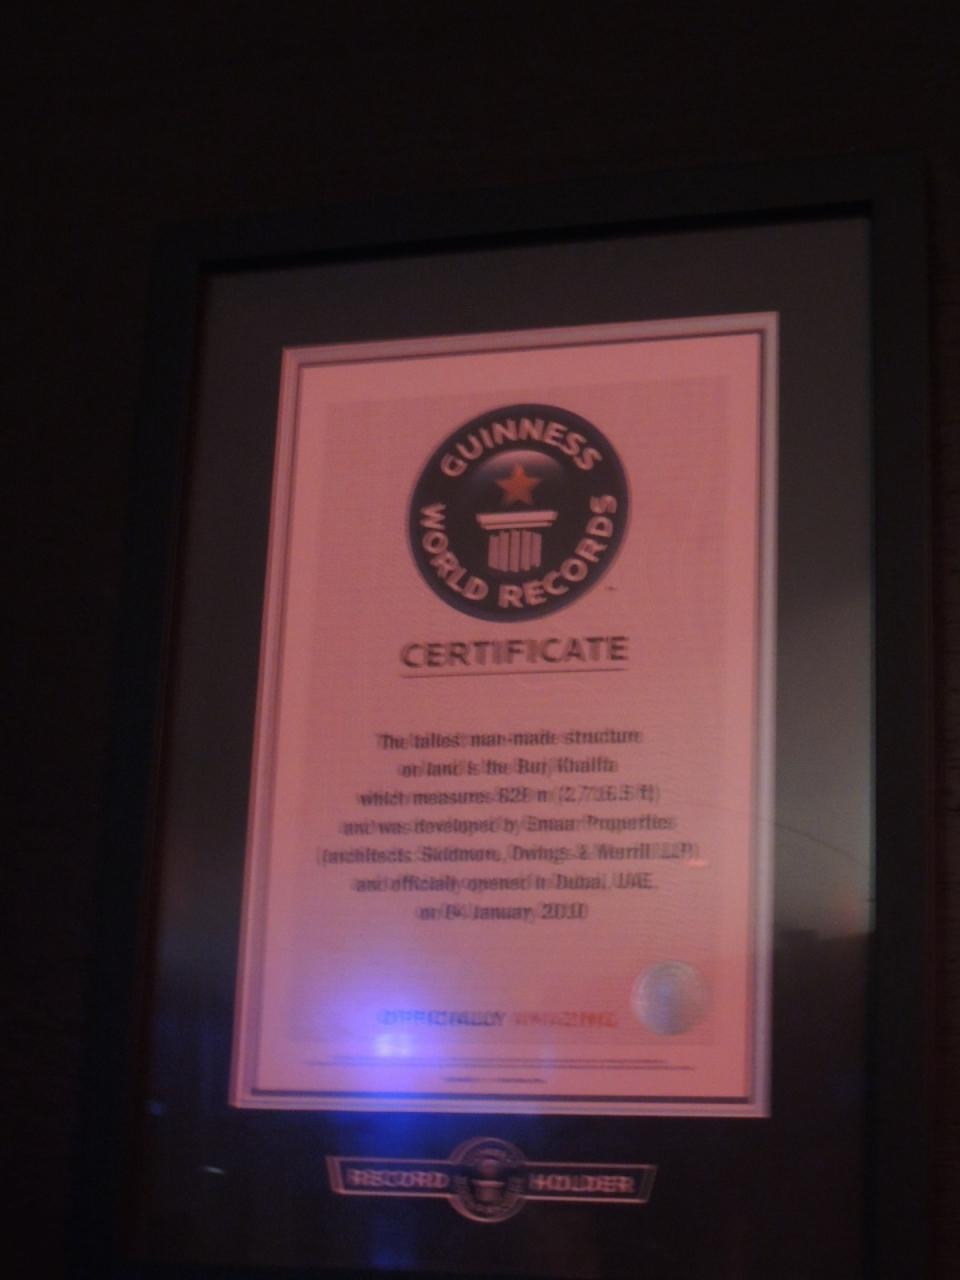 GUINNESS
WORLD RECORDS
™
CERTIFICATE
The tallest man-made structure
on land is the Burj Khalifa
which measures 828 m (2,716.5 ft)
and was developed by Emaar Properties
(architects: Skidmore, Owings & Merrill LLP)
and officially opened in Dubai, UAE,
on 04 January 2010
OFFICIALLY AMAZING
RECORD HOLDER